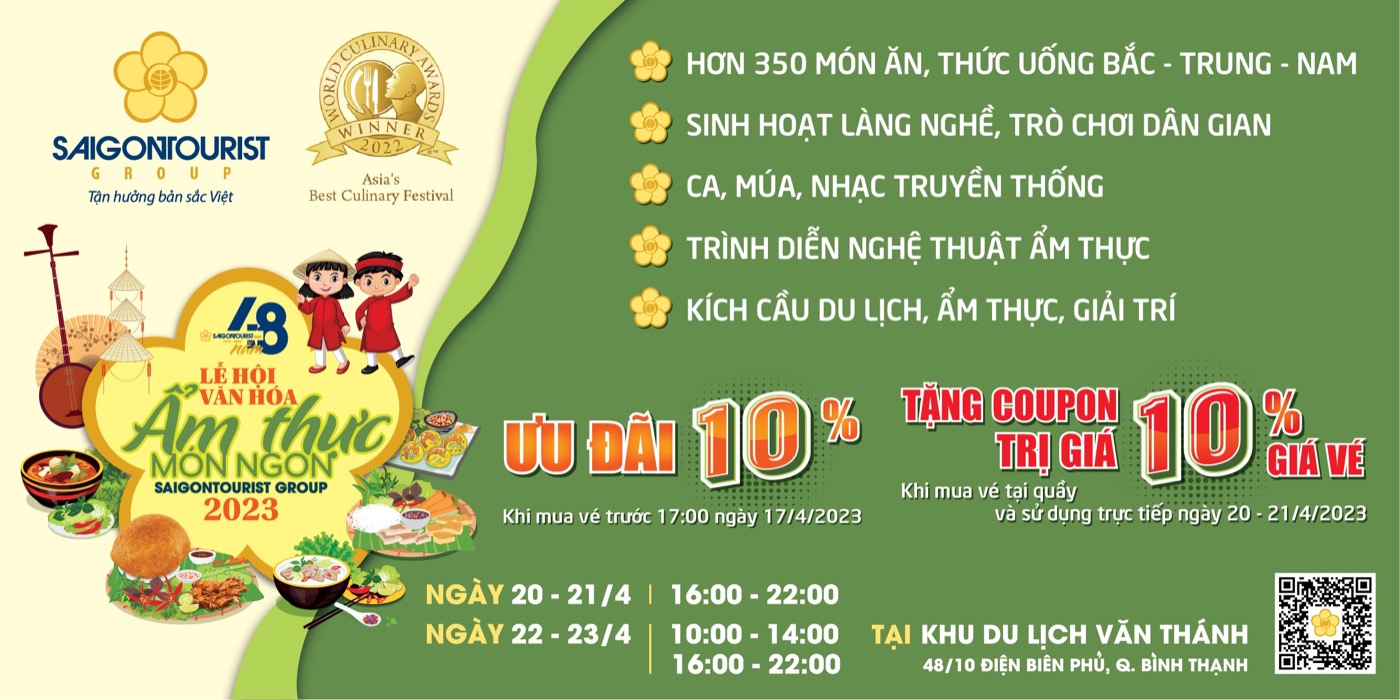 SAIGONTOURIST
GROUP
Tận hưởng bản sắc Việt
WORLD CULINARY AWARDS
WINNER
2022
Asia's
Best Culinary Festival
HƠN 350 MÓN ĂN, THỨC UỐNG BẮC - TRUNG - NAM
SINH HOẠT LÀNG NGHỀ, TRÒ CHƠI DÂN GIAN
CA, MÚA, NHẠC TRUYỀN THỐNG
TRÌNH DIỄN NGHỆ THUẬT ẨM THỰC
KÍCH CẦU DU LỊCH, ẨM THỰC, GIẢI TRÍ
48
SAIGONTOURIST
năm
LỄ HỘI
VĂN HÓA
Ẩm thực
MÓN NGON
SAIGONTOURIST GROUP
2023
ƯU ĐÃI 10%
Khi mua vé trước 17:00 ngày 17/4/2023
TẶNG COUPON
TRỊ GIÁ 10%
GIÁ VÉ
Khi mua vé tại quầy
và sử dụng trực tiếp ngày 20 - 21/4/2023
NGÀY 20 - 21/4 | 16:00 - 22:00
NGÀY 22 - 23/4 | 10:00 - 14:00
16:00 - 22:00
TẠI KHU DU LỊCH VĂN THÁNH
48/10 ĐIỆN BIÊN PHỦ, Q. BÌNH THẠNH